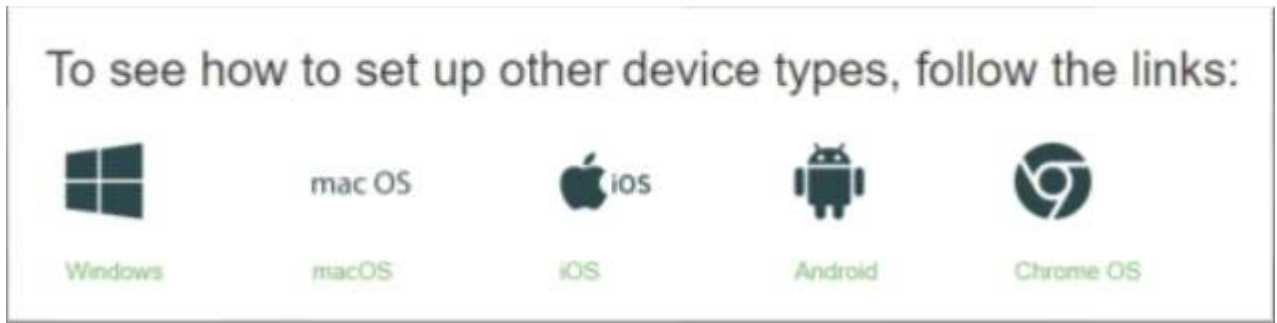 To see how to set up other device types, follow the links:
mac OS iOS
Windows macOS iOS Android Chrome OS